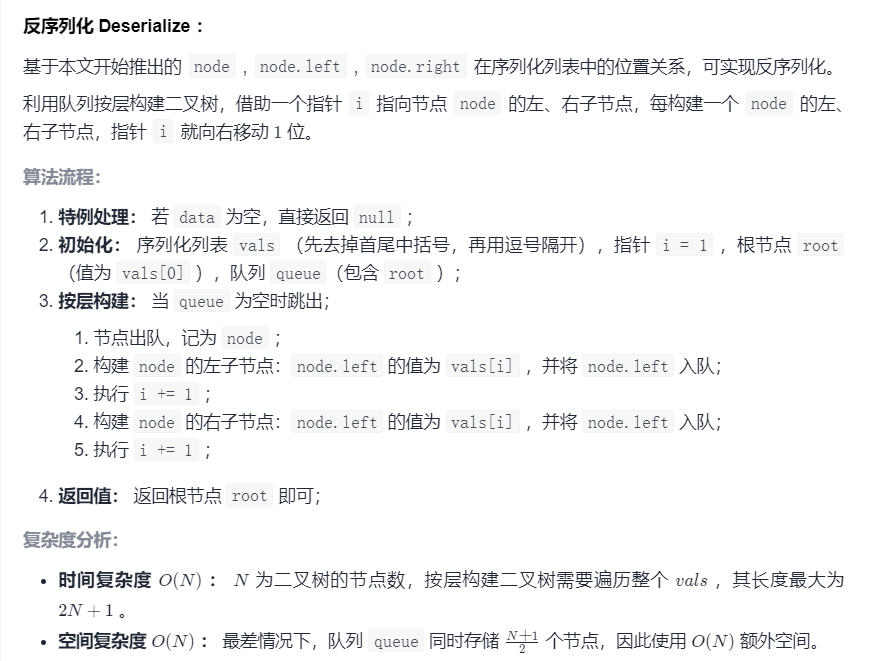 反序列化 Deserialize ：
基于本文开始推出的 node ，node.left ，node.right 在序列化列表中的位置关系，可实现反序列化。
利用队列按层构建二叉树，借助一个指针 i 指向节点 node 的左、右子节点，每构建一个 node 的左、
右子节点，指针 i 就向右移动 1 位。
算法流程：
1. 特例处理： 若 data 为空，直接返回 null ；
2. 初始化： 序列化列表 vals （先去掉首尾中括号，再用逗号隔开），指针 i = 1 ，根节点 root
（值为 vals[0] ），队列 queue（包含 root ）；
3. 按层构建： 当 queue 为空时跳出；
1. 节点出队，记为 node ；
2. 构建 node 的左子节点：node.left 的值为 vals[i] ，并将 node.left 入队；
3. 执行 i += 1 ；
4. 构建 node 的右子节点：node.left 的值为 vals[i] ，并将 node.left 入队；
5. 执行 i += 1 ；
4. 返回值： 返回根节点 root 即可；
复杂度分析：
• 时间复杂度 O(N) ： N 为二叉树的节点数，按层构建二叉树需要遍历整个 vals ，其长度最大为
2N + 1 。
• 空间复杂度 O(N) ： 最差情况下，队列 queue 同时存储 \frac{N+1}{2} 个节点，因此使用 O(N) 额外空间。